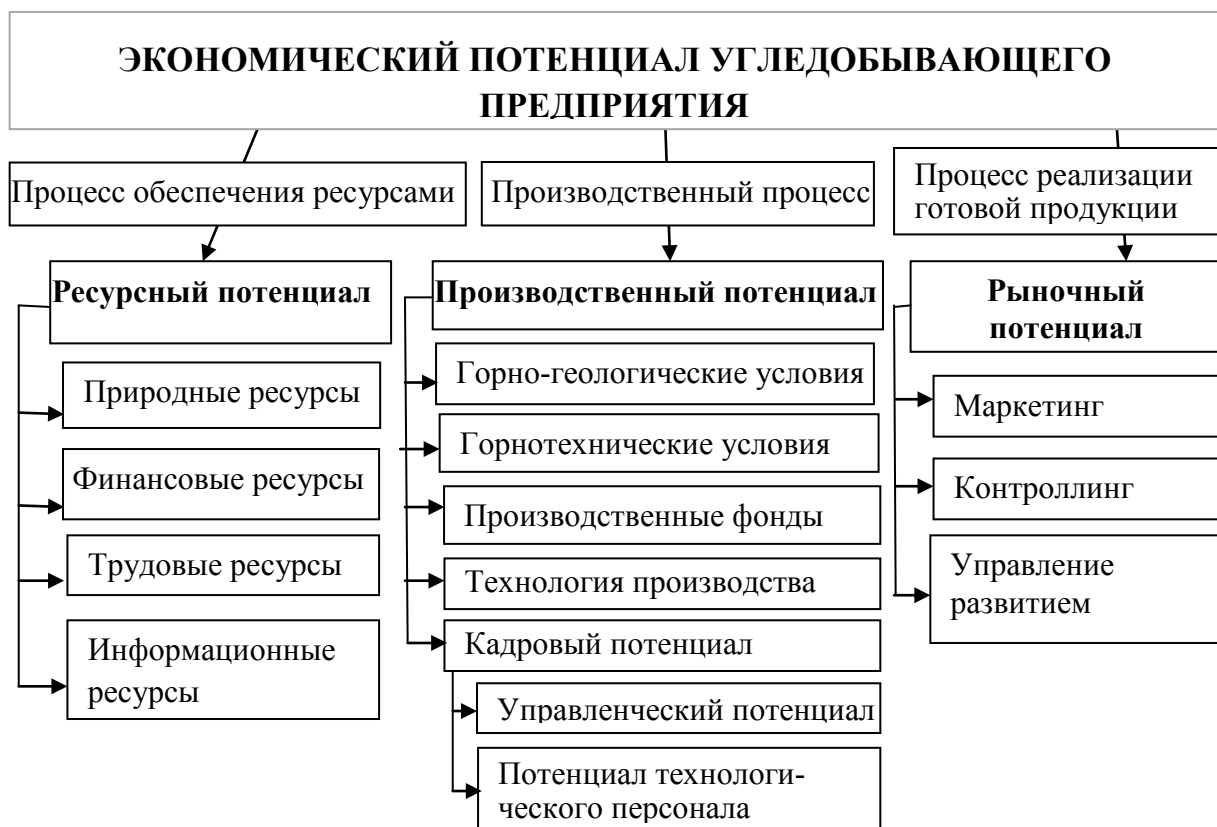 ЭКОНОМИЧЕСКИЙ ПОТЕНЦИАЛ УГЛЕДОБЫВАЮЩЕГО
ПРЕДПРИЯТИЯ
Процесс обеспечения ресурсами
Производственный процесс
Процесс реализации
готовой продукции
Ресурсный потенциал
Природные ресурсы
Финансовые ресурсы
Трудовые ресурсы
Информационные
ресурсы
Производственный потенциал
Горно-геологические условия
Горнотехнические условия
Производственные фонды
Технология производства
Кадровый потенциал
Управленческий потенциал
Потенциал технологи-
ческого персонала
Рыночный
потенциал
Маркетинг
Контроллинг
Управление
развитием